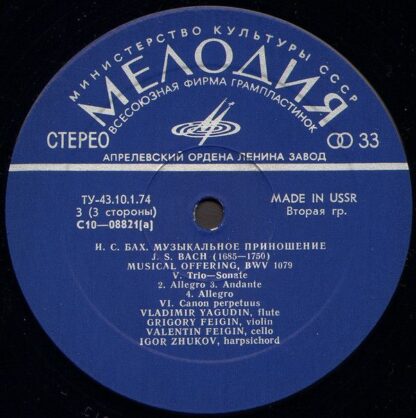 МИНИСТЕРСТВО КУЛЬТУРЫ СССР
МЕЛОДИЯ
ВСЕСОЮЗНАЯ ФИРМА ГРАМПЛАСТИНОК
СТЕРЕО
33
АПРЕЛЕВСКИЙ ОРДЕНА ЛЕНИНА ЗАВОД
ТУ-43.10.1.74
3 (3 стороны)
С10—08821[а]
MADE IN USSR
Вторая гр.
И. С. БАХ. МУЗЫКАЛЬНОЕ ПРИНОШЕНИЕ
J. S. BACH (1685—1750)
MUSICAL OFFERING, BWV 1079
V. Trio—Sonate
2. Allegro 3. Andante
4. Allegro
VI. Canon perpetuus
VLADIMIR YAGUDIN, flute
GRIGORY FEIGIN, violin
VALENTIN FEIGIN, cello
IGOR ZHUKOV, harpsichord